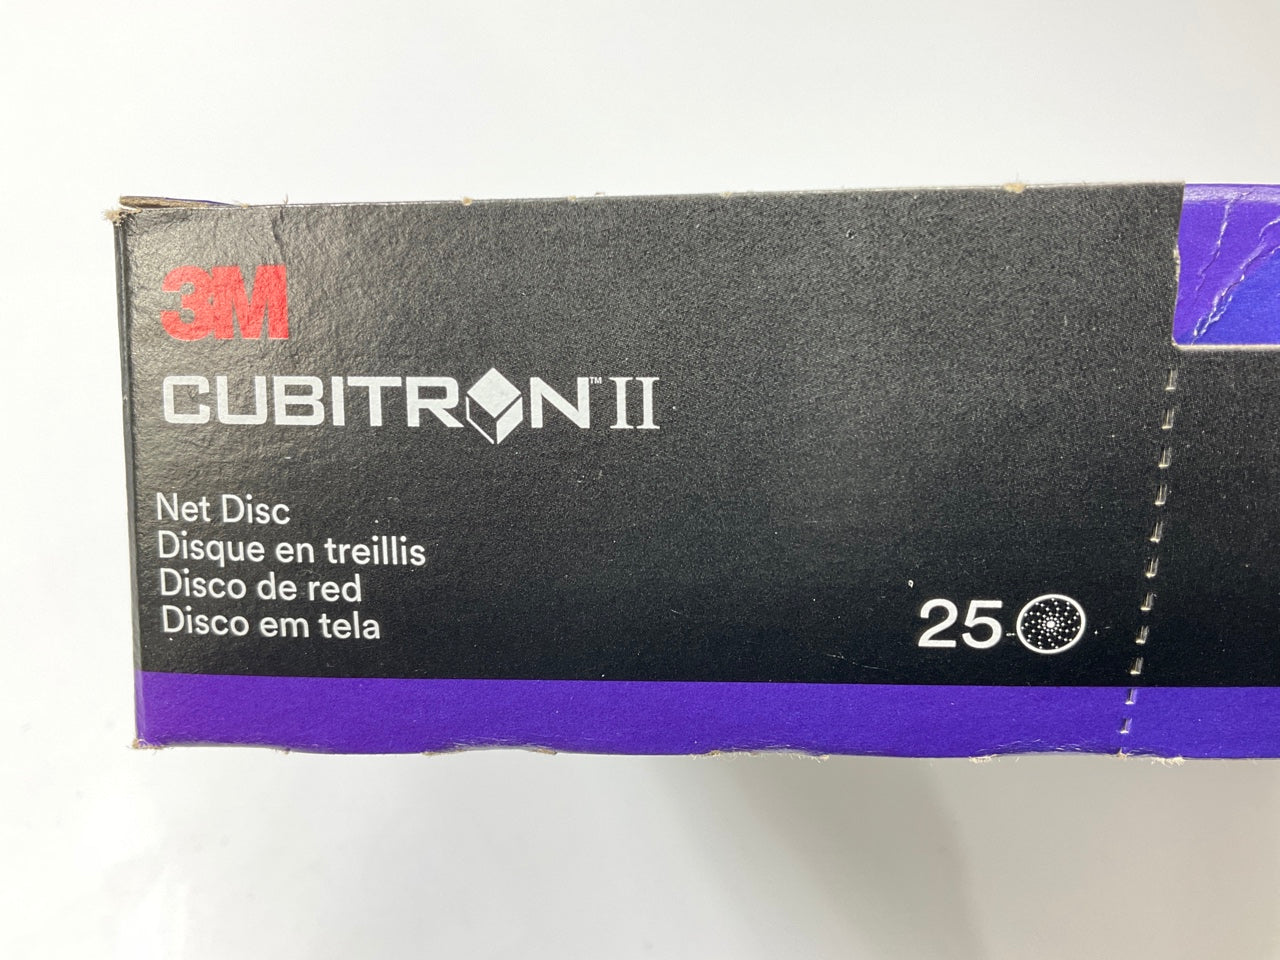 3M
CUBITRON™ II
Net Disc
Disque en treillis
Disco de red
Disco em tela
25